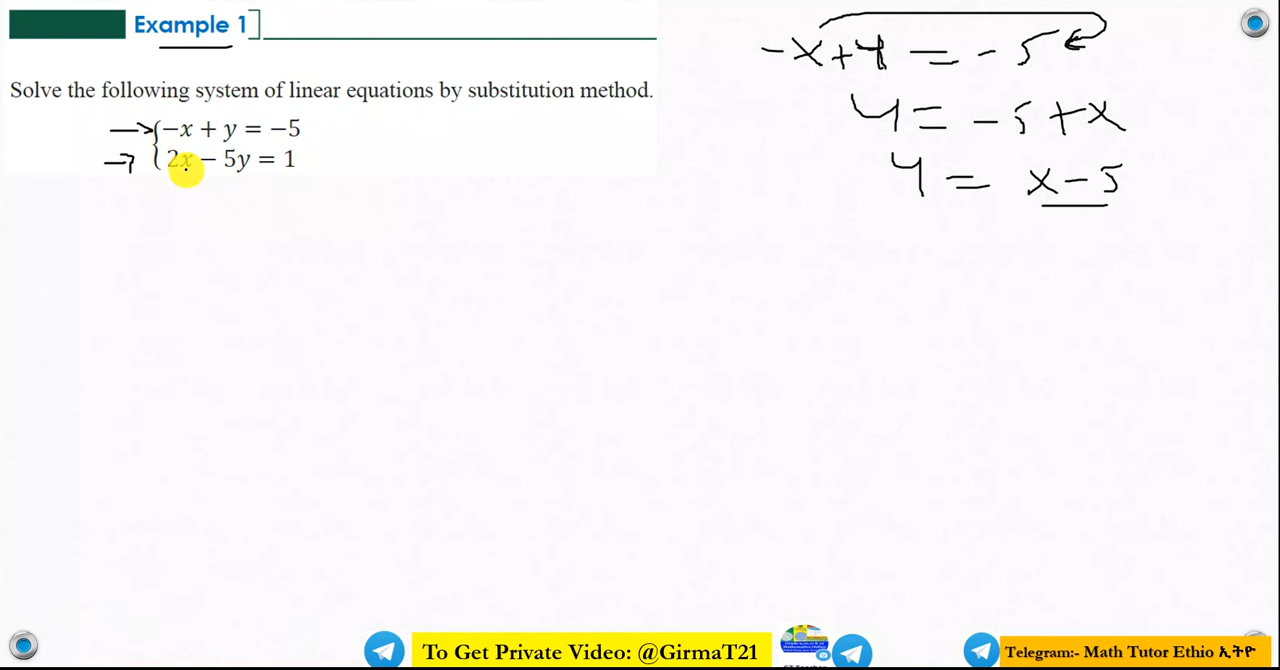 Example 1
Solve the following system of linear equations by substitution method.
−x + y = −5
2x − 5y = 1
-x + y = - 5
y = - 5 + x
y = x - 5
To Get Private Video: @GirmaT21
Telegram:- Math Tutor Ethio ኢትዮ